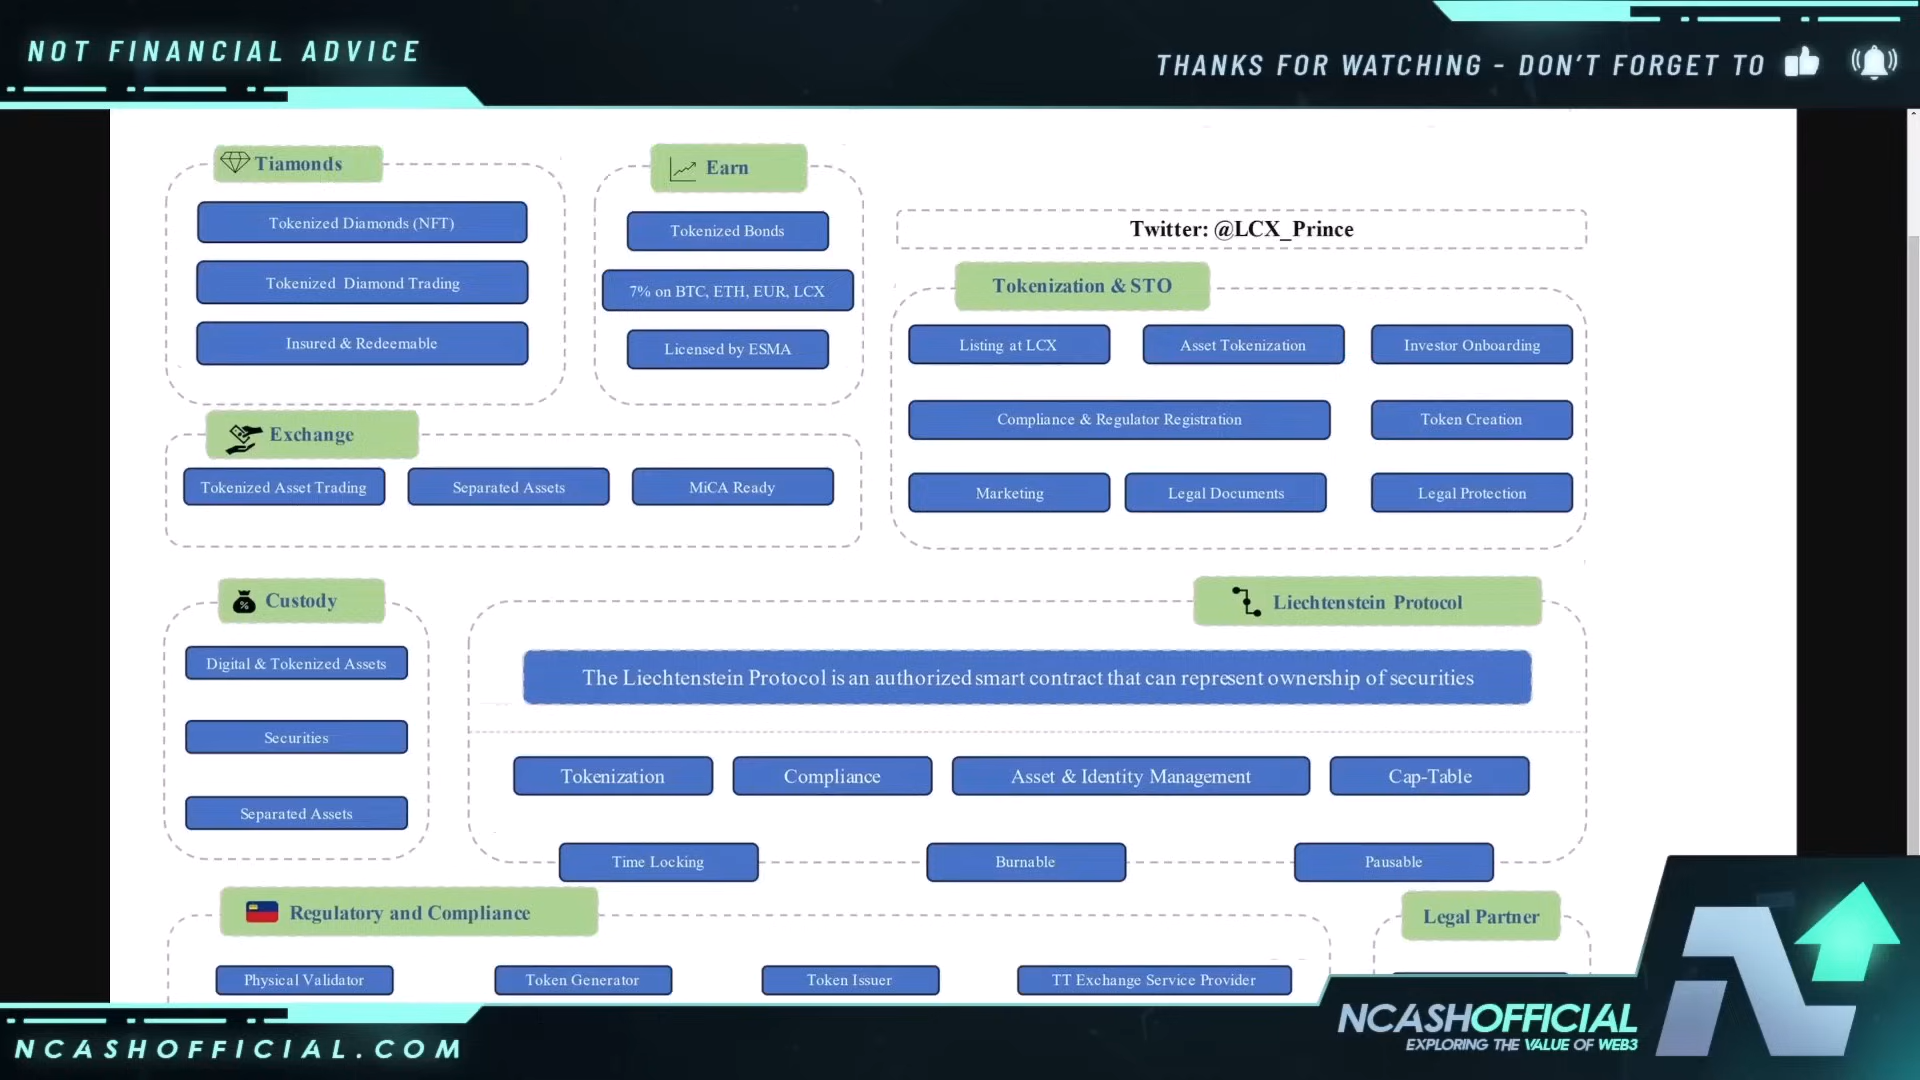 NOT FINANCIAL ADVICE
THANKS FOR WATCHING - DON'T FORGET TO
Tiamonds
Tokenized Diamonds (NFT)
Tokenized Diamond Trading
Insured & Redeemable
Earn
Tokenized Bonds
7% on BTC, ETH, EUR, LCX
Licensed by ESMA
Twitter: @LCX_Prince
Tokenization & STO
Listing at LCX
Asset Tokenization
Investor Onboarding
Compliance & Regulator Registration
Token Creation
Marketing
Legal Documents
Legal Protection
Exchange
Tokenized Asset Trading
Separated Assets
MiCA Ready
Custody
Digital & Tokenized Assets
Securities
Separated Assets
Liechtenstein Protocol
The Liechtenstein Protocol is an authorized smart contract that can represent ownership of securities
Tokenization
Compliance
Asset & Identity Management
Cap-Table
Time Locking
Burnable
Pausable
Regulatory and Compliance
Physical Validator
Token Generator
Token Issuer
TT Exchange Service Provider
Legal Partner
NCASHOFFICIAL.COM
NCASHOFFICIAL
EXPLORING THE VALUE OF WEB3